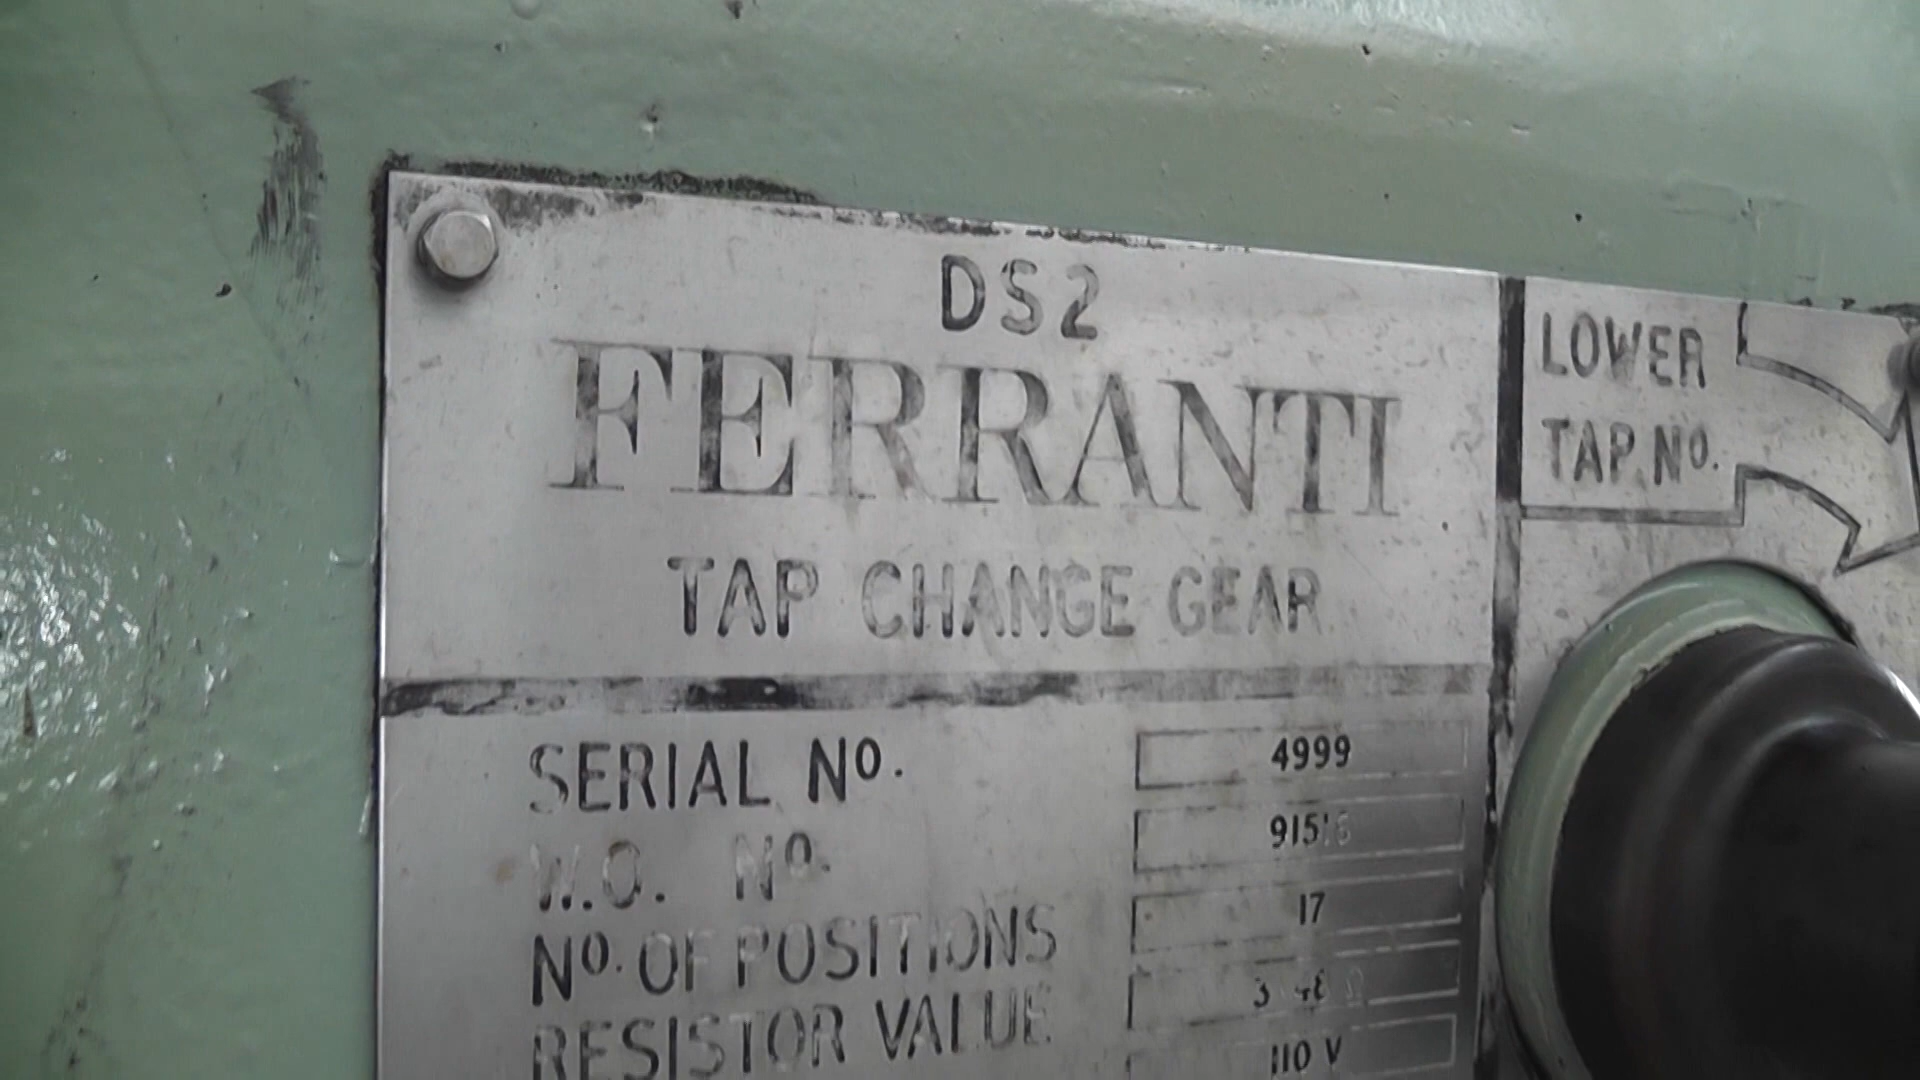 DS2
FERRANTI
TAP CHANGE GEAR
LOWER
TAP No.
SERIAL No. 4999
W.O. No.
No. OF POSITIONS 17
RESISTOR VALUE
110 V